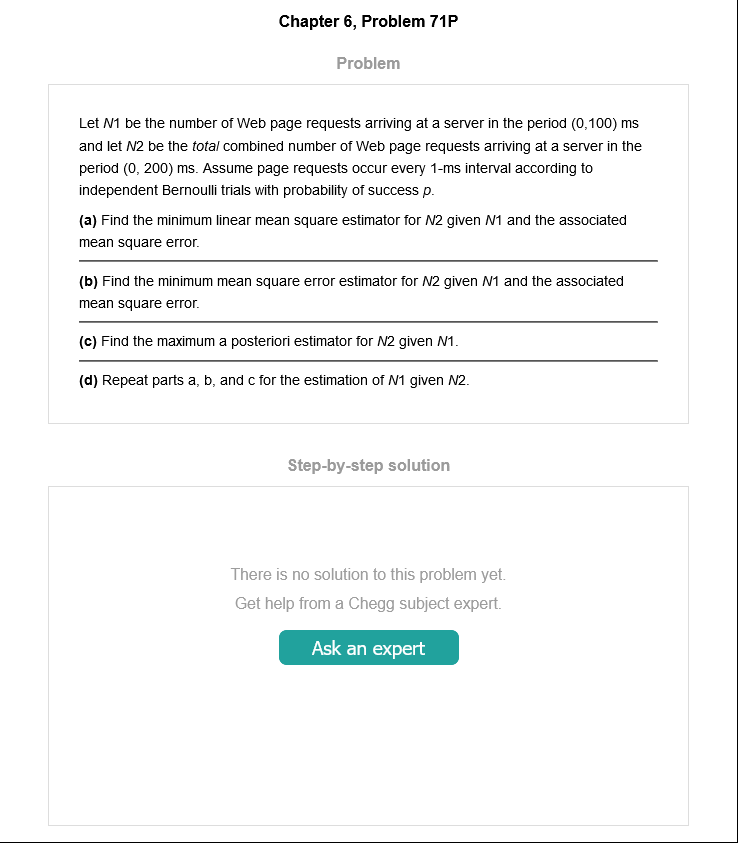 Chapter 6, Problem 71P
Problem
Let N1 be the number of Web page requests arriving at a server in the period (0,100) ms
and let N2 be the total combined number of Web page requests arriving at a server in the
period (0, 200) ms. Assume page requests occur every 1-ms interval according to
independent Bernoulli trials with probability of success p.
(a) Find the minimum linear mean square estimator for N2 given N1 and the associated
mean square error.
(b) Find the minimum mean square error estimator for N2 given N1 and the associated
mean square error.
(c) Find the maximum a posteriori estimator for N2 given N1.
(d) Repeat parts a, b, and c for the estimation of N1 given N2.
Step-by-step solution
There is no solution to this problem yet.
Get help from a Chegg subject expert.
Ask an expert